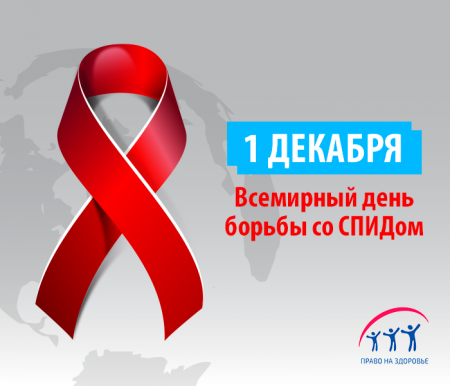 1 ДЕКАБРЯ
Всемирный день
борьбы со СПИДом
ПРАВО НА ЗДОРОВЬЕ